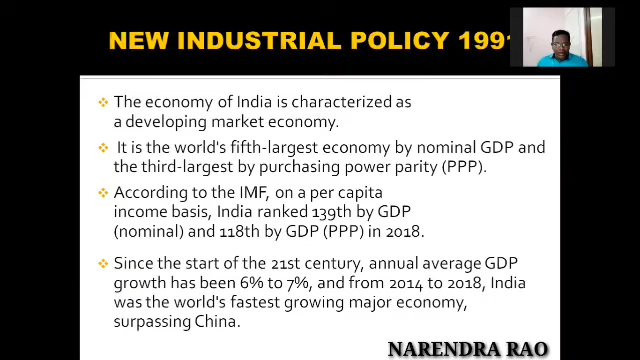 NEW INDUSTRIAL POLICY 1991
The economy of India is characterized as
a developing market economy.
It is the world's fifth-largest economy by nominal GDP and
the third-largest by purchasing power parity (PPP).
According to the IMF, on a per capita
income basis, India ranked 139th by GDP
(nominal) and 118th by GDP (PPP) in 2018.
Since the start of the 21st century, annual average GDP
growth has been 6% to 7%, and from 2014 to 2018, India
was the world's fastest growing major economy,
surpassing China.
NARENDRA RAO